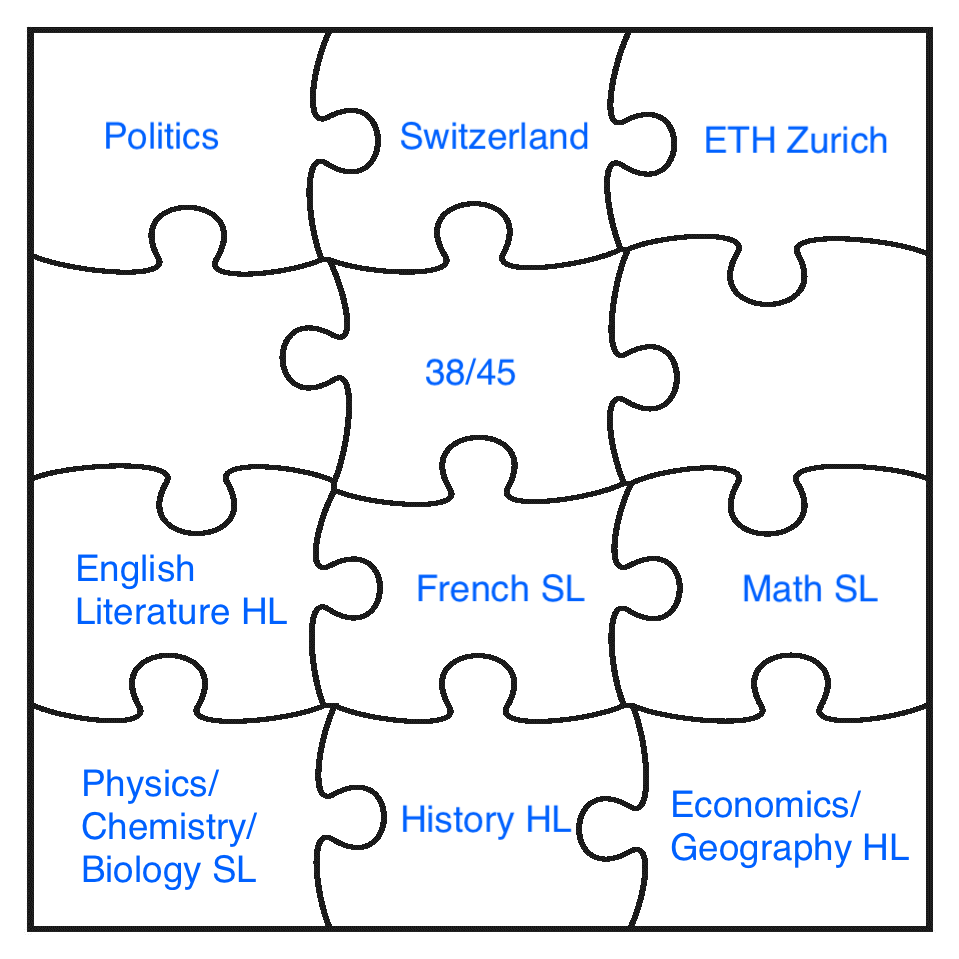 Politics
Switzerland
ETH Zurich
38/45
English
Literature HL
French SL
Math SL
Physics/
Chemistry/
Biology SL
History HL
Economics/
Geography HL